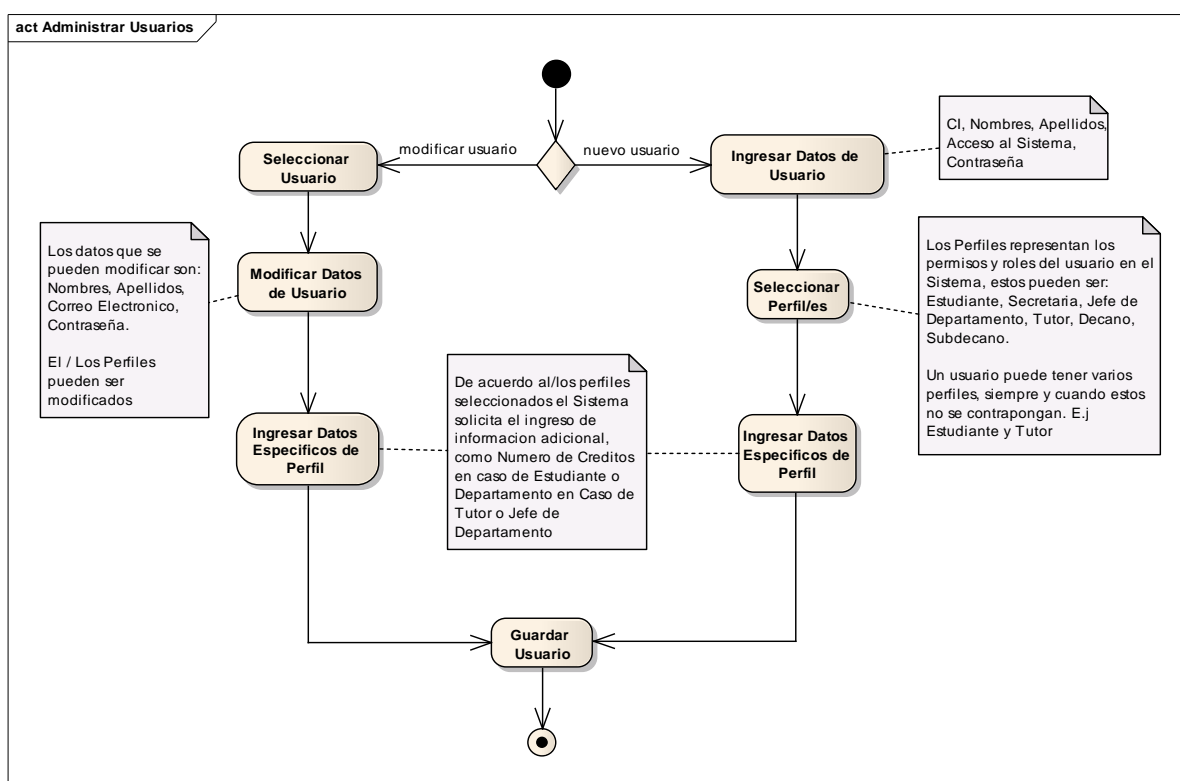 act Administrar Usuarios
modificar usuario
nuevo usuario
Seleccionar
Usuario
Ingresar Datos de
Usuario
CI, Nombres, Apellidos,
Acceso al Sistema,
Contraseña
Los datos que se
pueden modificar son:
Nombres, Apellidos,
Correo Electronico,
Contraseña.
El / Los Perfiles
pueden ser
modificados
Modificar Datos
de Usuario
Seleccionar
Perfil/es
Los Perfiles representan los
permisos y roles del usuario en el
Sistema, estos pueden ser:
Estudiante, Secretaria, Jefe de
Departamento, Tutor, Decano,
Subdecano.
Un usuario puede tener varios
perfiles, siempre y cuando estos
no se contrapongan. E.j
Estudiante y Tutor
Ingresar Datos
Especificos de
Perfil
De acuerdo al/los perfiles
seleccionados el Sistema
solicita el ingreso de
informacion adicional,
como Numero de Creditos
en caso de Estudiante o
Departamento en Caso de
Tutor o Jefe de
Departamento
Ingresar Datos
Especificos de
Perfil
Guardar
Usuario